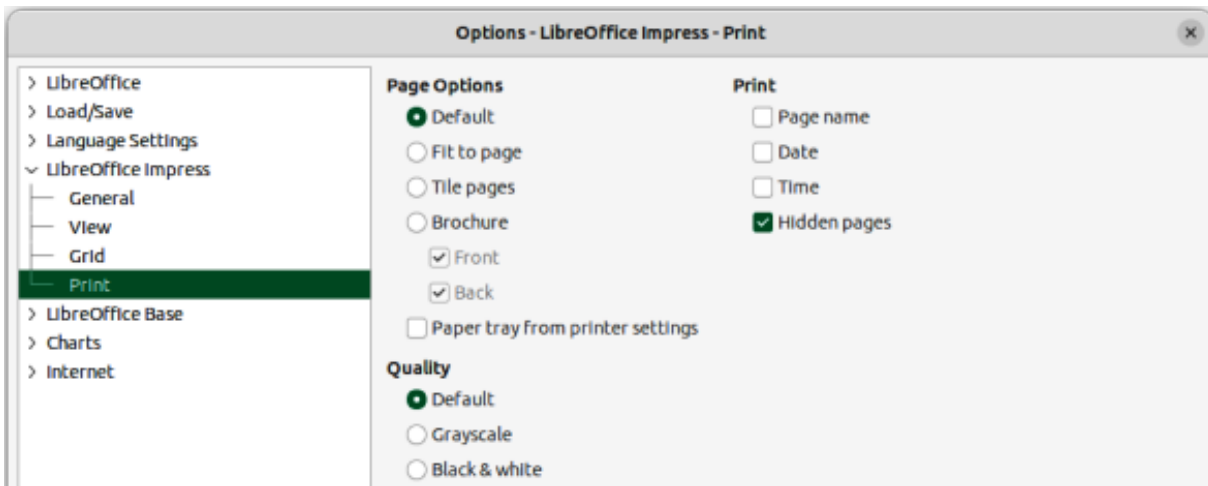 Options - LibreOffice Impress - Print
LibreOffice
Load/Save
Language Settings
LibreOffice Impress
General
View
Grid
Print
LibreOffice Base
Charts
Internet
Page Options
Default
Fit to page
Tile pages
Brochure
Front
Back
Paper tray from printer settings
Quality
Default
Grayscale
Black & white
Print
Page name
Date
Time
Hidden pages